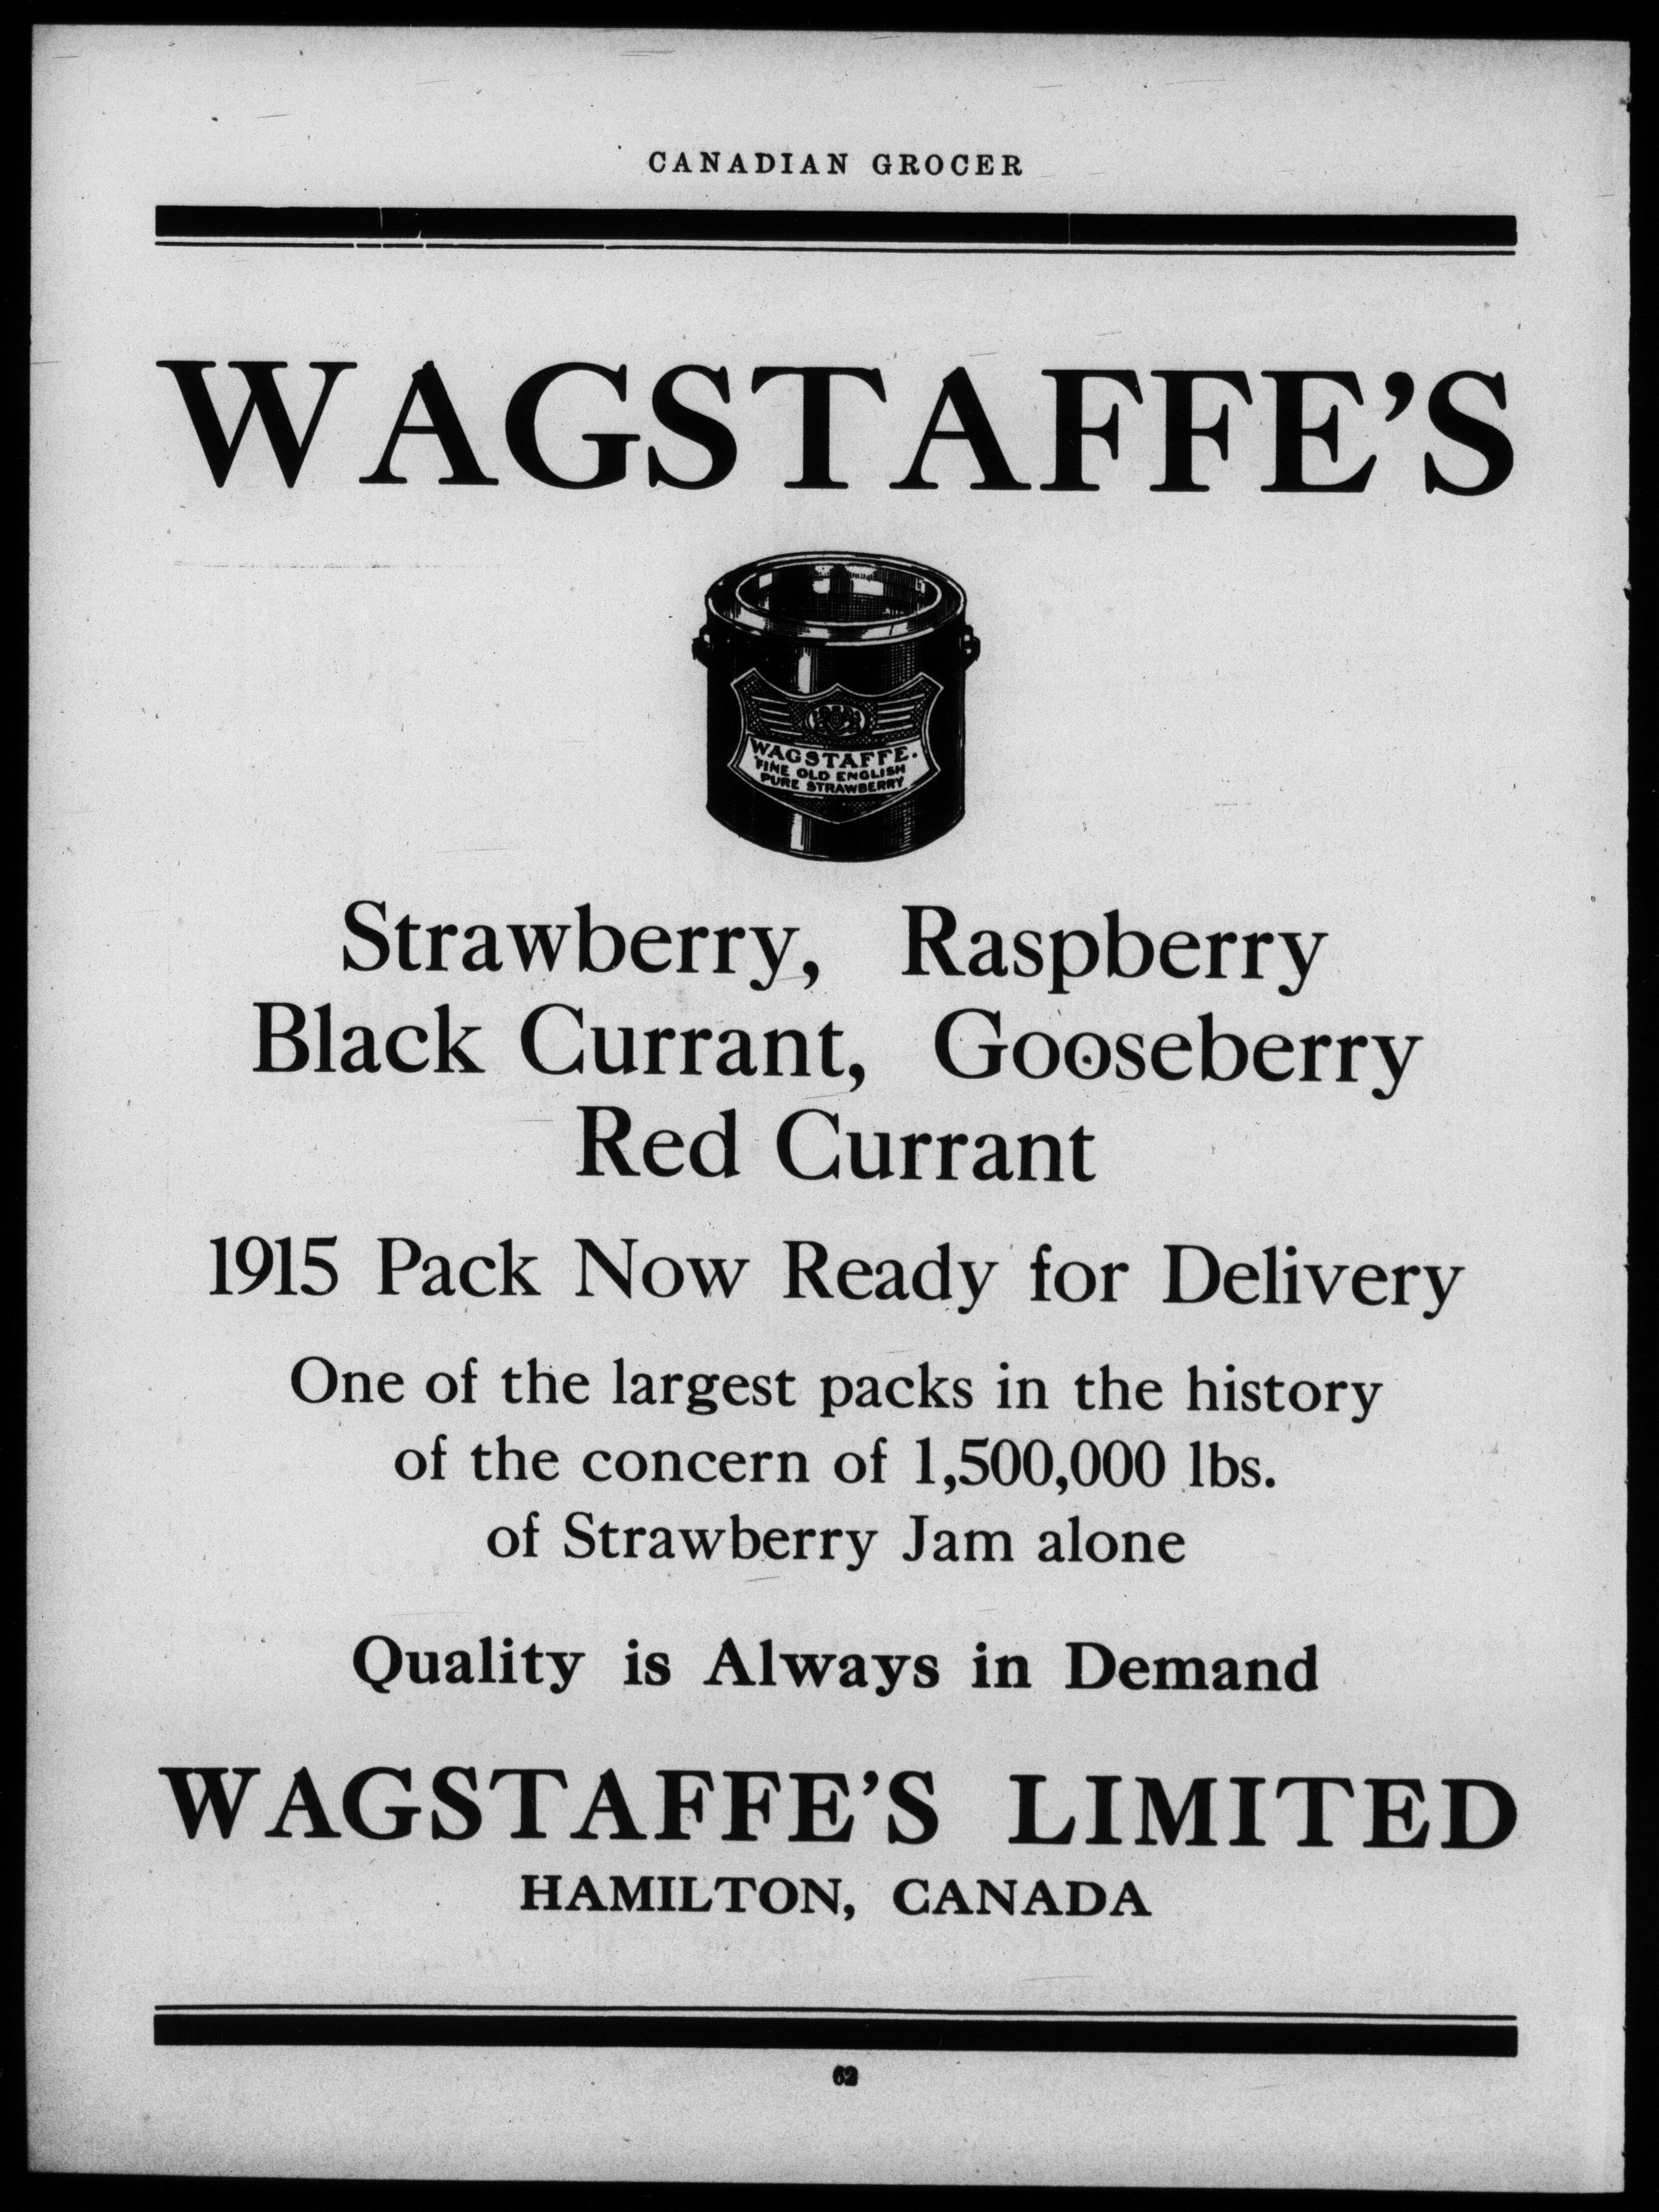 CANADIAN GROCER
WAGSTAFFE'S
WAGSTAFFE.
FINE OLD ENGLISH
PURE STRAWBERRY
Strawberry, Raspberry
Black Currant, Gooseberry
Red Currant
1915 Pack Now Ready for Delivery
One of the largest packs in the history
of the concern of 1,500,000 lbs.
of Strawberry Jam alone
Quality is Always in Demand
WAGSTAFFE'S LIMITED
HAMILTON, CANADA
62